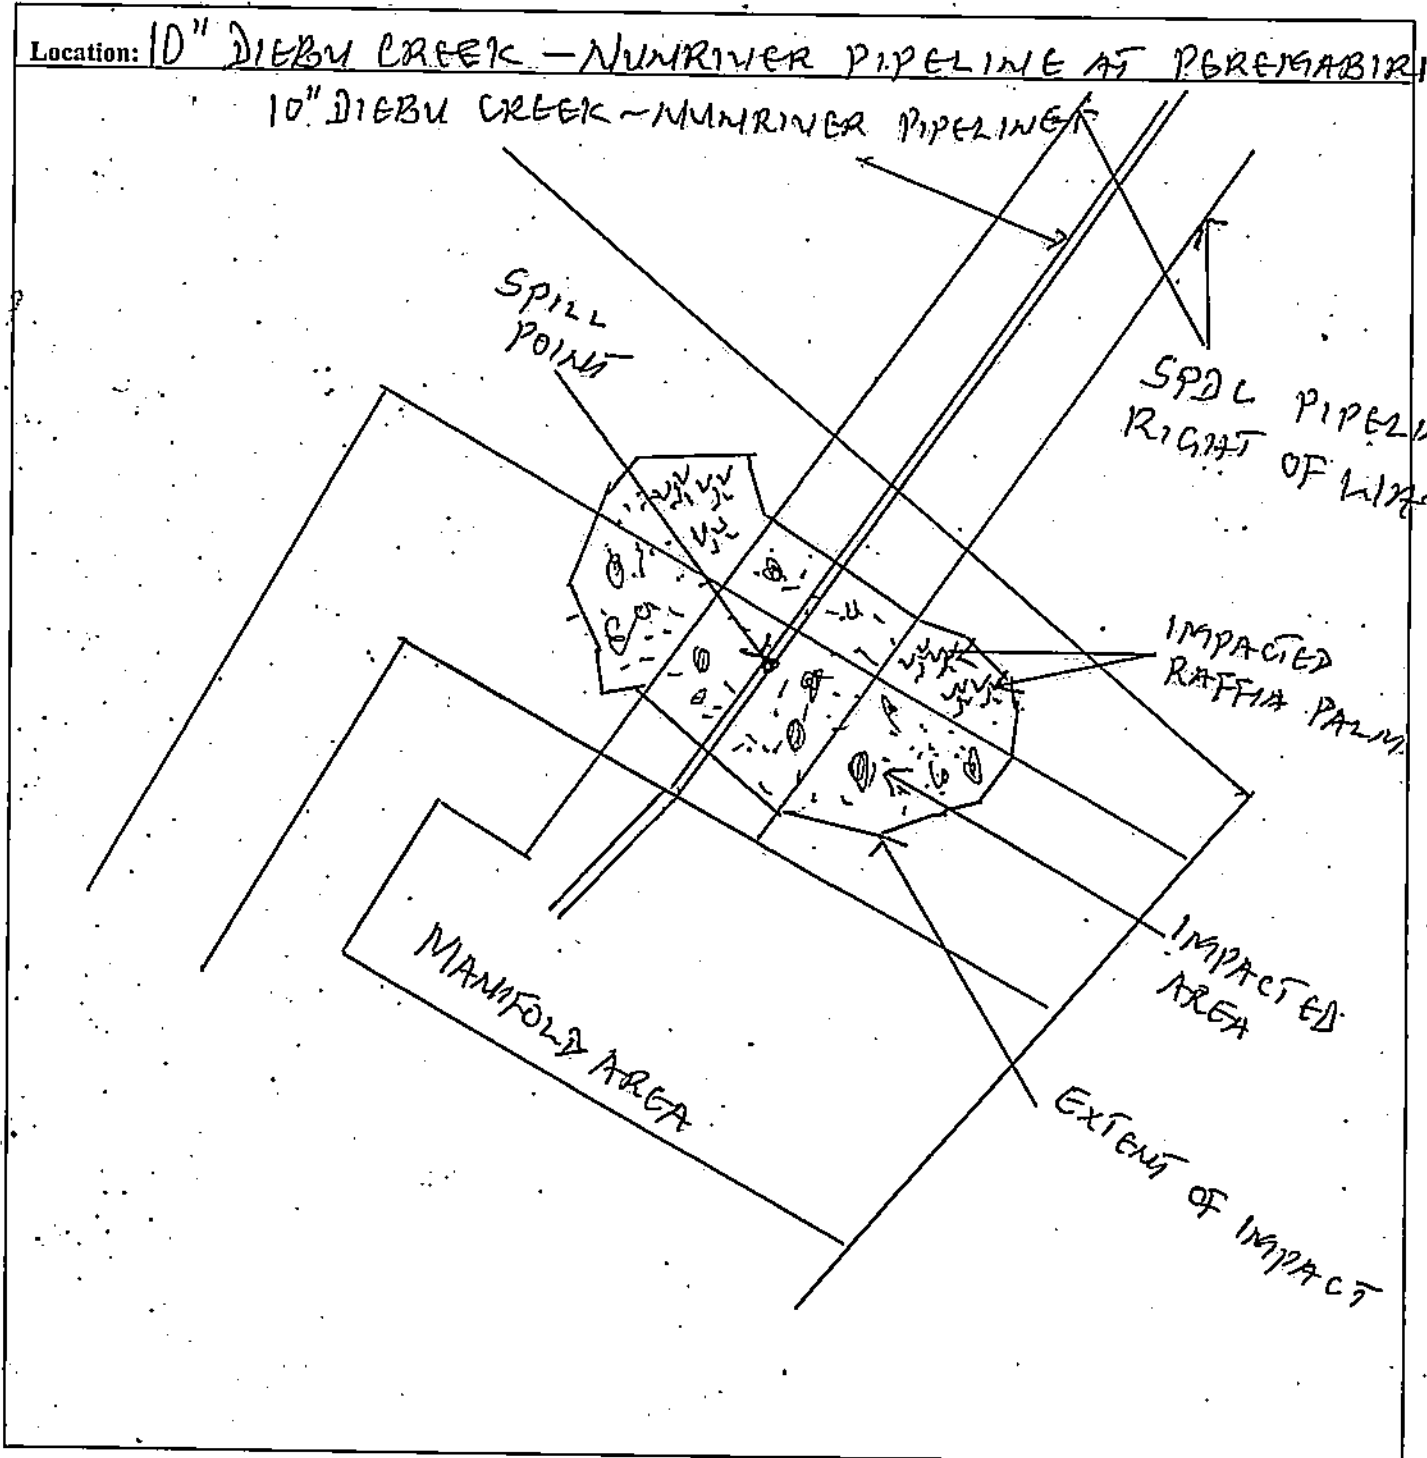 Location: 10" DIEBU CREEK – NUNRIVER PIPELINE AT PEREMABIRI
10" DIEBU CREEK – NUNRIVER PIPELINE
SPILL
POINT
SPDC PIPELI
RIGHT OF WAY
IMPACTED
RAFFIA PALM
IMPACTED
AREA
MANIFOLD AREA
EXTENT OF IMPACT